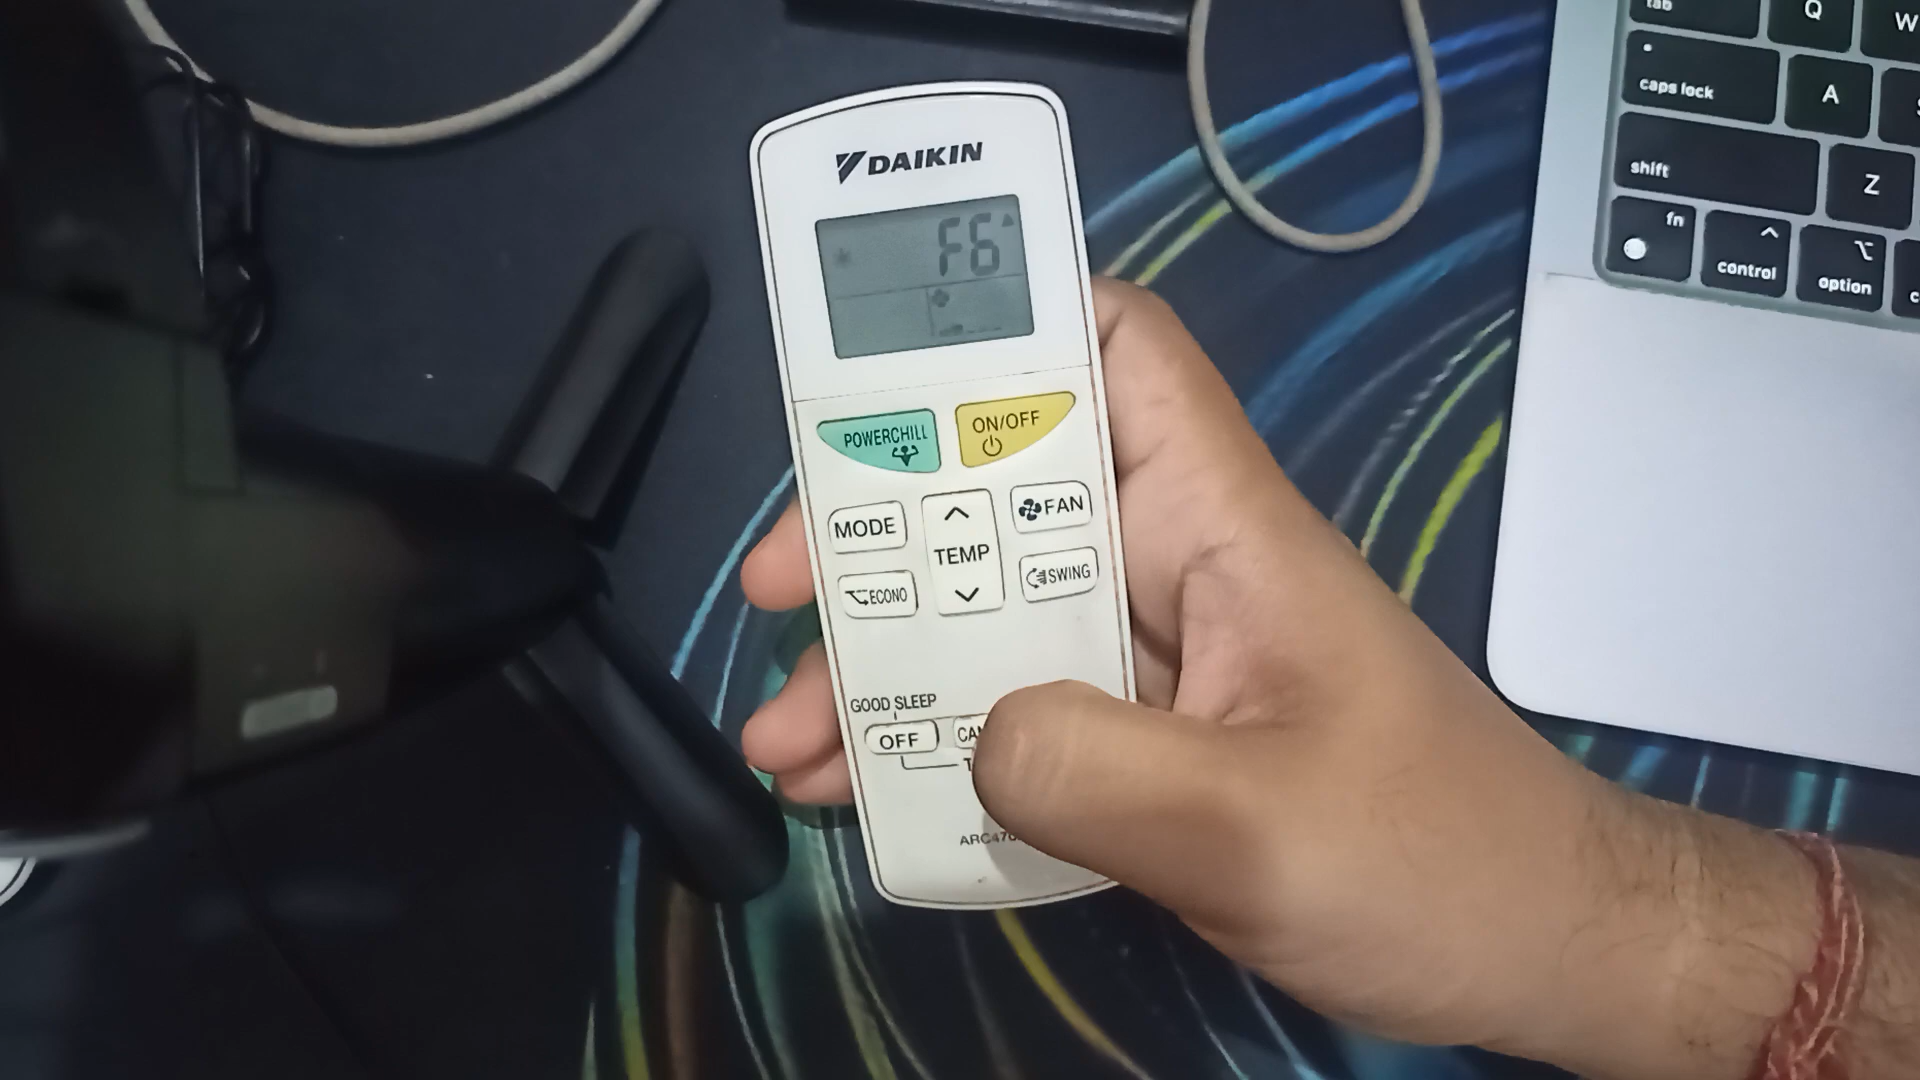 DAIKIN
F6
POWERCHILL
ON/OFF
MODE
TEMP
FAN
ECONO
SWING
GOOD SLEEP
OFF
tab
Q
W
caps lock
A
shift
Z
fn
control
option